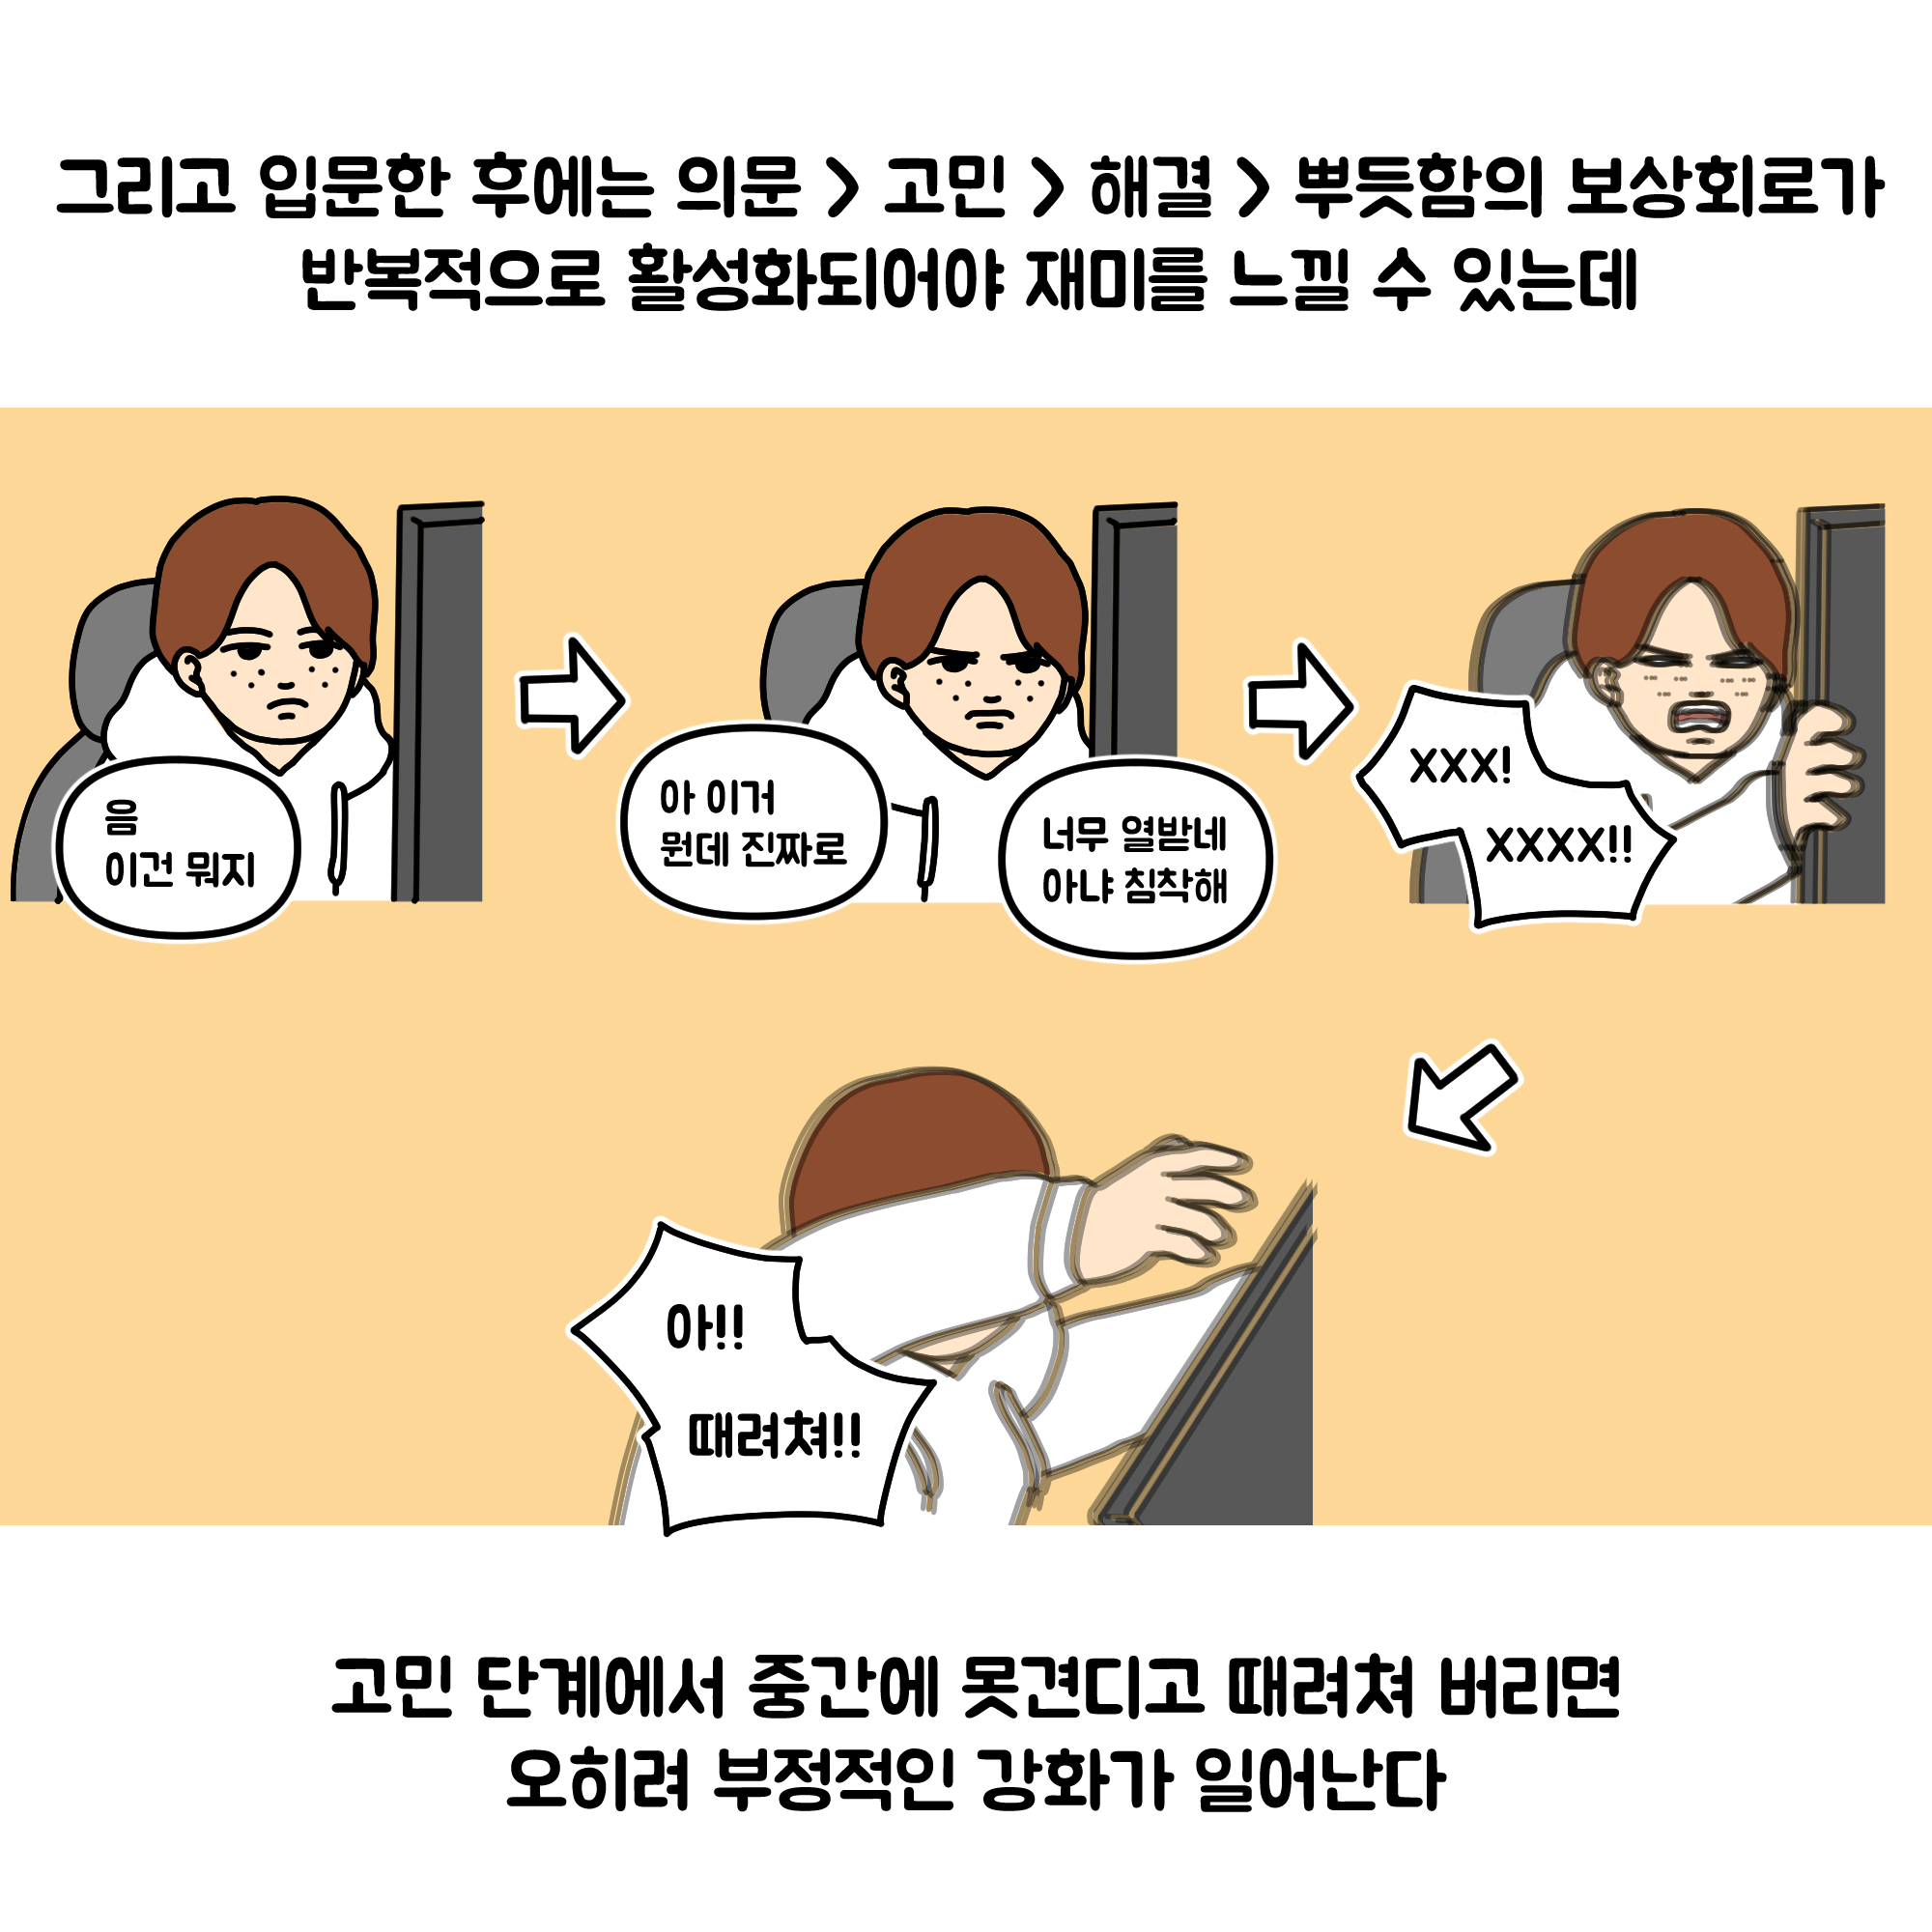 그리고 입문한 후에는 의문 > 고민 > 해결 > 뿌듯함의 보상회로가
반복적으로 활성화되어야 재미를 느낄 수 있는데
음
이건 뭐지
아 이거
뭔데 진짜로
너무 열받네
아냐 침착해
XXX!
XXXX!!
아!!
때려쳐!!
고민 단계에서 중간에 못견디고 때려쳐 버리면
오히려 부정적인 강화가 일어난다